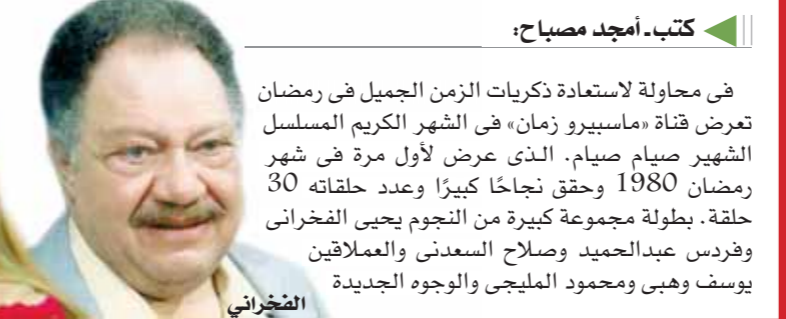 كتب ـ أمجد مصباح:
فى محاولة لاستعادة ذكريات الزمن الجميل فى رمضان
تعرض قناة «ماسبيرو زمان» فى الشهر الكريم المسلسل
الشهير صيام صيام. الـذى عرض لأول مرة فى شهر
رمضان 1980 وحقق نجاحًا كبيرًا وعدد حلقاته 30
حلقة. بطولة مجموعة كبيرة من النجوم يحيى الفخرانى
وفردس عبدالحميد وصلاح السعدنى والعملاقين
يوسف وهبى ومحمود المليجى والوجوه الجديدة
الفخراني